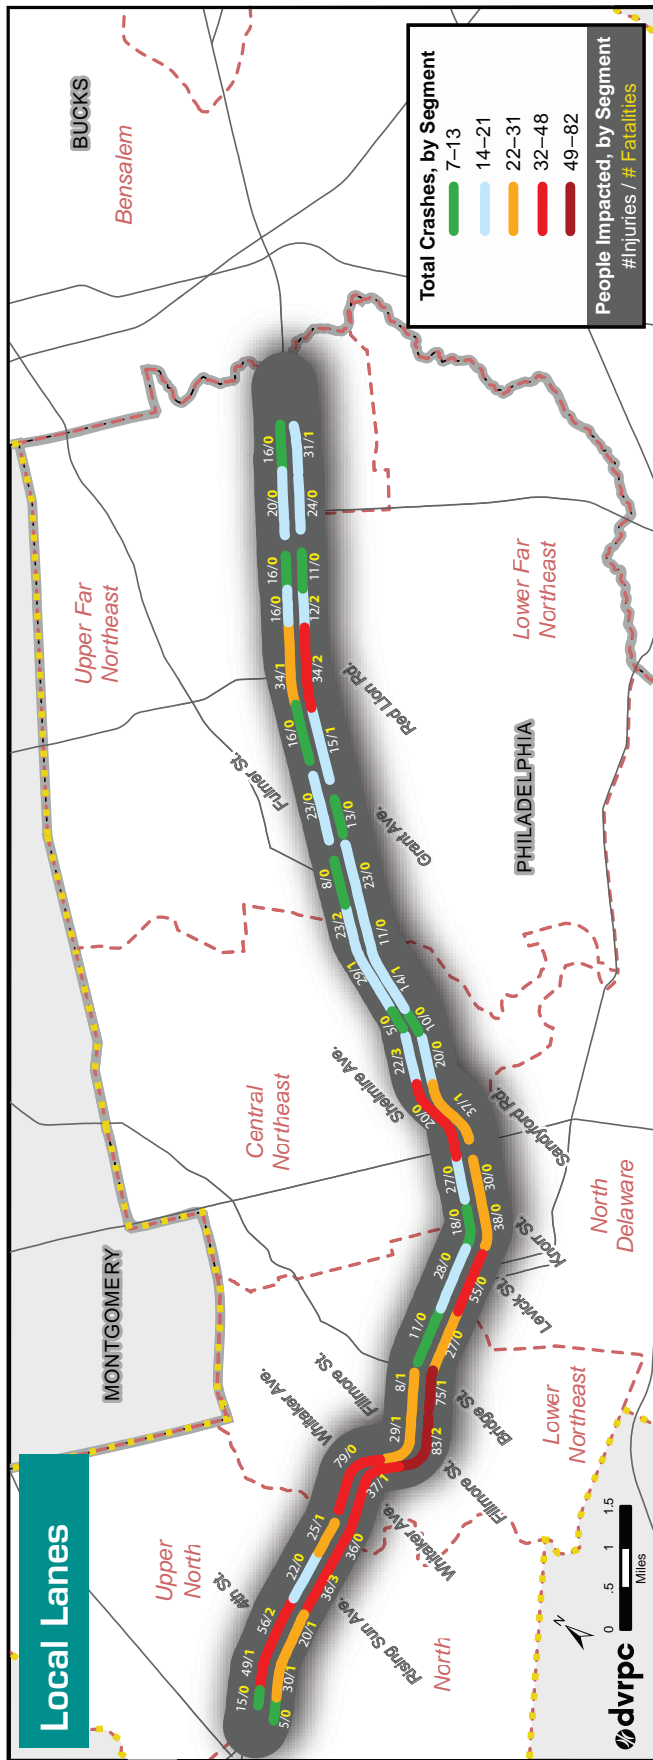 Local Lanes
BUCKS
Bensalem
MONTGOMERY
Upper Far
Northeast
Central
Northeast
Upper
North
North
Lower
Northeast
North
Delaware
PHILADELPHIA
Lower Far
Northeast
4th St.
Whitaker Ave.
Fillmore St.
Shelmire Ave.
Fulmer St.
Rising Sun Ave.
Whitaker Ave.
Fillmore St.
Bridge St.
Levick St.
Knorr St.
Sandyford Rd.
Grant Ave.
Red Lion Rd.
15/0
49/1
56/2
22/0
25/1
79/0
29/1
8/1
11/0
28/0
18/0
27/0
20/0
22/3
5/0
29/1
23/2
8/0
23/0
16/0
34/1
16/0
16/0
20/0
16/0
5/0
30/1
20/1
36/3
36/0
37/1
83/2
75/1
27/0
55/0
38/0
30/0
37/1
20/0
10/0
14/1
11/0
23/0
13/0
15/1
34/2
12/2
11/0
24/0
31/1
Total Crashes, by Segment
7–13
14–21
22–31
32–48
49–82
People Impacted, by Segment
#Injuries / # Fatalities
dvrpc
N
0 .5 1 1.5
Miles